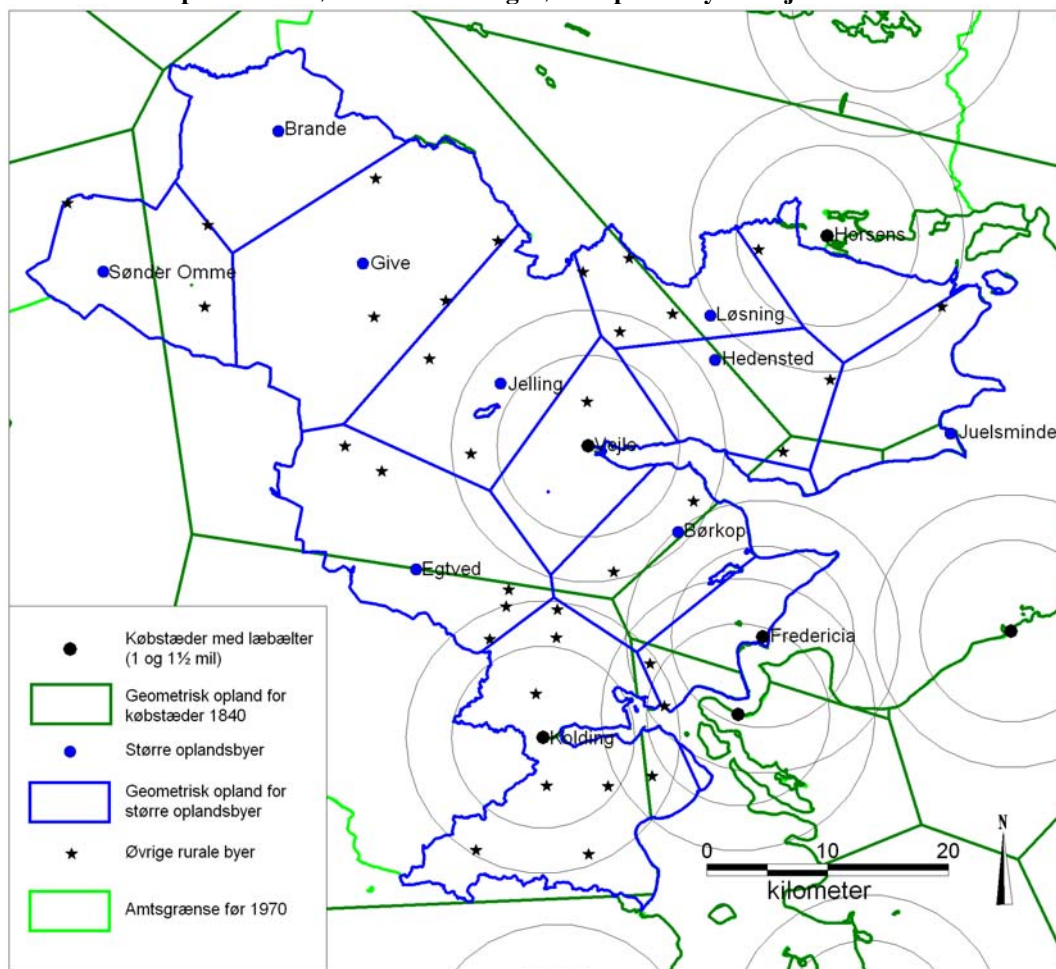 Brande
Horsens
Give
Sønder Omme
Løsning
Hedensted
Jelling
Juelsminde
Vejle
Børkop
Egtved
Fredericia
Kolding
Købstæder med læbælter
(1 og 1½ mil)
Geometrisk opland for
købstæder 1840
Større oplandsbyer
Geometrisk opland for
større oplandsbyer
Øvrige rurale byer
Amtsgrænse før 1970
N
0 10 20
kilometer